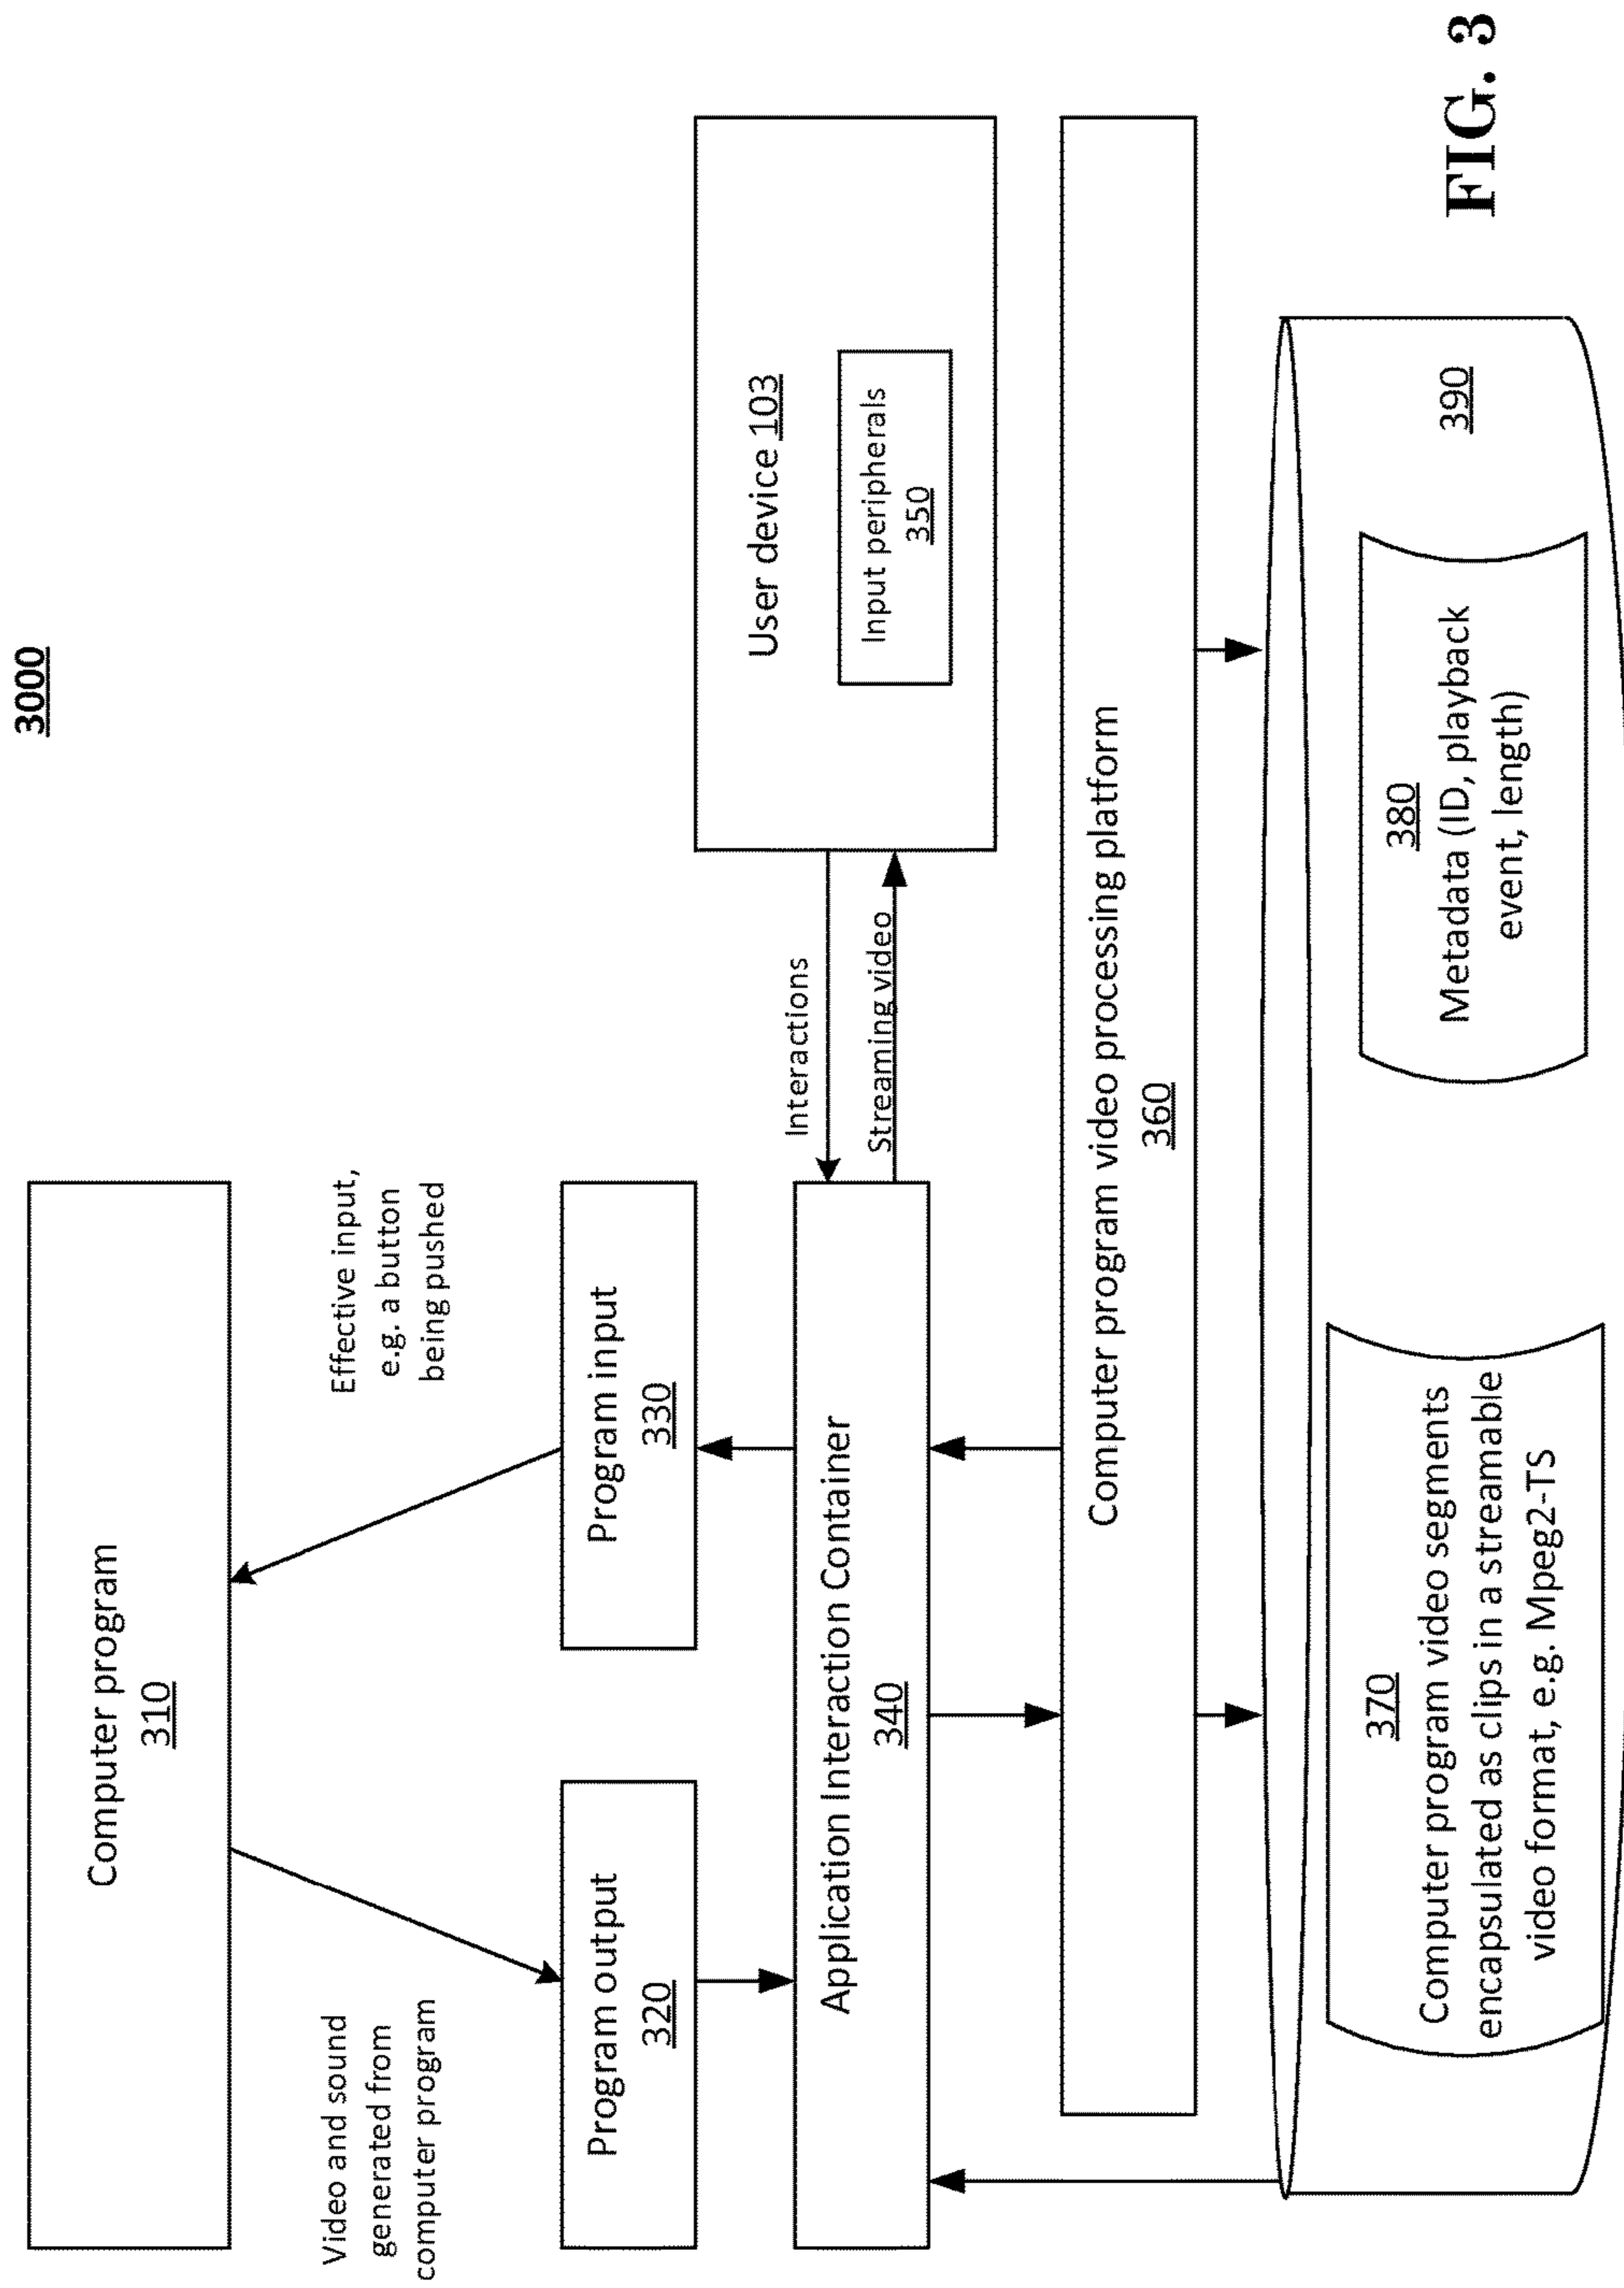 3000
Computer program
310
Video and sound
generated from
computer program
Effective input,
e.g. a button
being pushed
Program output
320
Program input
330
Application Interaction Container
340
Interactions
Streaming video
User device 103
Input peripherals
350
Computer program video processing platform
360
370
Computer program video segments
encapsulated as clips in a streamable
video format, e.g. Mpeg2-TS
380
Metadata (ID, playback
event, length)
390
FIG. 3